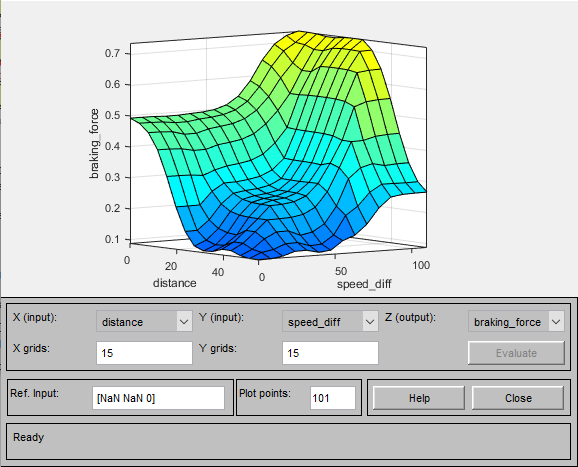 0.7
0.6
0.5
0.4
0.3
0.2
0.1
braking_force
0
20
40
distance
0
50
100
speed_diff
X (input): distance Y (input): speed_diff Z (output): braking_force
X grids: 15 Y grids: 15 Evaluate
Ref. Input: [NaN NaN 0] Plot points: 101 Help Close
Ready